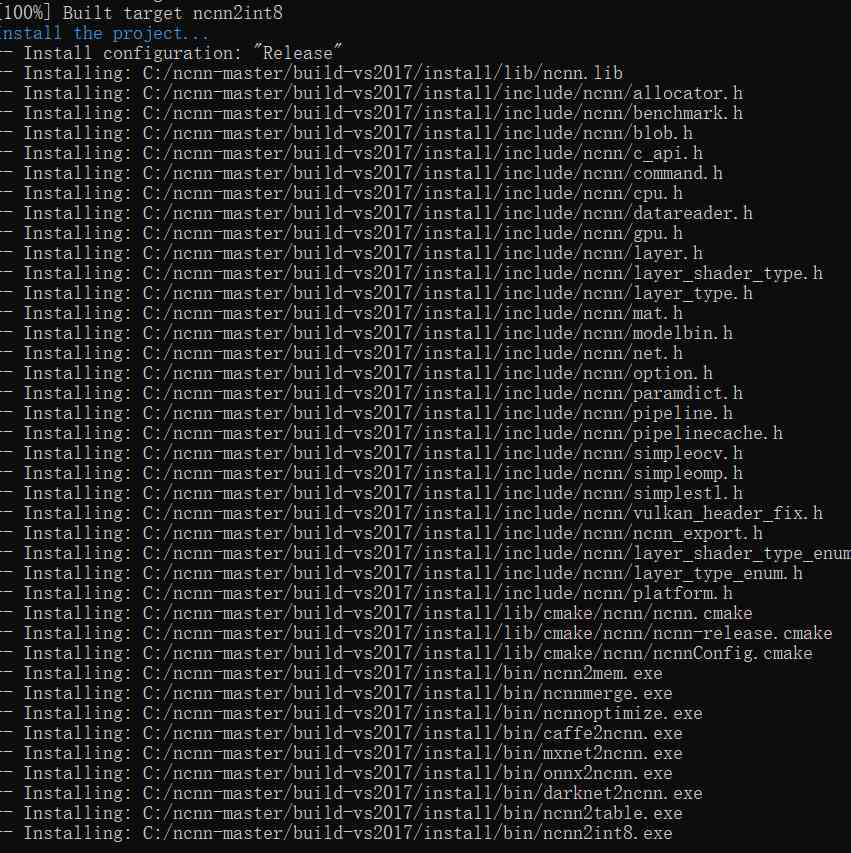 [100%] Built target ncnn2int8
Install the project...
-- Install configuration: "Release"
-- Installing: C:/ncnn-master/build-vs2017/install/lib/ncnn.lib
-- Installing: C:/ncnn-master/build-vs2017/install/include/ncnn/allocator.h
-- Installing: C:/ncnn-master/build-vs2017/install/include/ncnn/benchmark.h
-- Installing: C:/ncnn-master/build-vs2017/install/include/ncnn/blob.h
-- Installing: C:/ncnn-master/build-vs2017/install/include/ncnn/c_api.h
-- Installing: C:/ncnn-master/build-vs2017/install/include/ncnn/command.h
-- Installing: C:/ncnn-master/build-vs2017/install/include/ncnn/cpu.h
-- Installing: C:/ncnn-master/build-vs2017/install/include/ncnn/datareader.h
-- Installing: C:/ncnn-master/build-vs2017/install/include/ncnn/gpu.h
-- Installing: C:/ncnn-master/build-vs2017/install/include/ncnn/layer.h
-- Installing: C:/ncnn-master/build-vs2017/install/include/ncnn/layer_shader_type.h
-- Installing: C:/ncnn-master/build-vs2017/install/include/ncnn/layer_type.h
-- Installing: C:/ncnn-master/build-vs2017/install/include/ncnn/mat.h
-- Installing: C:/ncnn-master/build-vs2017/install/include/ncnn/modelbin.h
-- Installing: C:/ncnn-master/build-vs2017/install/include/ncnn/net.h
-- Installing: C:/ncnn-master/build-vs2017/install/include/ncnn/option.h
-- Installing: C:/ncnn-master/build-vs2017/install/include/ncnn/paramdict.h
-- Installing: C:/ncnn-master/build-vs2017/install/include/ncnn/pipeline.h
-- Installing: C:/ncnn-master/build-vs2017/install/include/ncnn/pipelinecache.h
-- Installing: C:/ncnn-master/build-vs2017/install/include/ncnn/simpleocv.h
-- Installing: C:/ncnn-master/build-vs2017/install/include/ncnn/simpleomp.h
-- Installing: C:/ncnn-master/build-vs2017/install/include/ncnn/simplestl.h
-- Installing: C:/ncnn-master/build-vs2017/install/include/ncnn/vulkan_header_fix.h
-- Installing: C:/ncnn-master/build-vs2017/install/include/ncnn/ncnn_export.h
-- Installing: C:/ncnn-master/build-vs2017/install/include/ncnn/layer_shader_type_enum
-- Installing: C:/ncnn-master/build-vs2017/install/include/ncnn/layer_type_enum.h
-- Installing: C:/ncnn-master/build-vs2017/install/include/ncnn/platform.h
-- Installing: C:/ncnn-master/build-vs2017/install/lib/cmake/ncnn/ncnn.cmake
-- Installing: C:/ncnn-master/build-vs2017/install/lib/cmake/ncnn/ncnn-release.cmake
-- Installing: C:/ncnn-master/build-vs2017/install/lib/cmake/ncnn/ncnnConfig.cmake
-- Installing: C:/ncnn-master/build-vs2017/install/bin/ncnn2mem.exe
-- Installing: C:/ncnn-master/build-vs2017/install/bin/ncnnmerge.exe
-- Installing: C:/ncnn-master/build-vs2017/install/bin/ncnnoptimize.exe
-- Installing: C:/ncnn-master/build-vs2017/install/bin/caffe2ncnn.exe
-- Installing: C:/ncnn-master/build-vs2017/install/bin/mxnet2ncnn.exe
-- Installing: C:/ncnn-master/build-vs2017/install/bin/onnx2ncnn.exe
-- Installing: C:/ncnn-master/build-vs2017/install/bin/darknet2ncnn.exe
-- Installing: C:/ncnn-master/build-vs2017/install/bin/ncnn2table.exe
-- Installing: C:/ncnn-master/build-vs2017/install/bin/ncnn2int8.exe